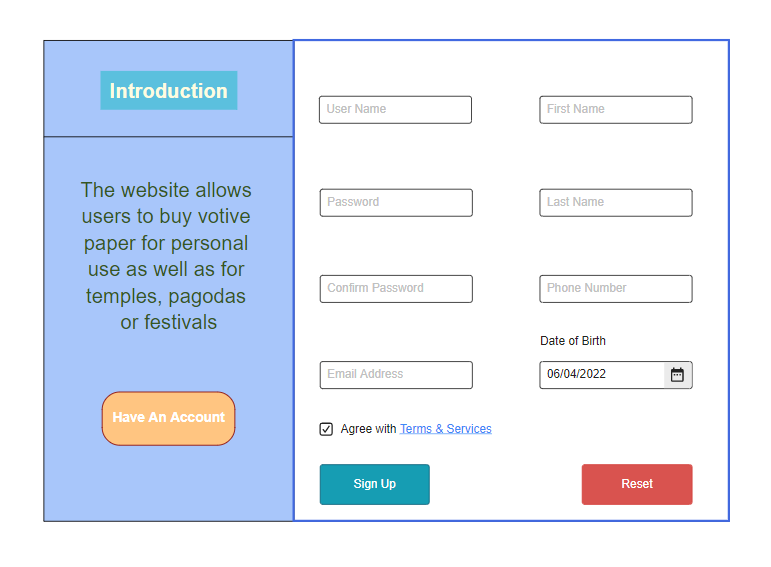 Introduction
The website allows
users to buy votive
paper for personal
use as well as for
temples, pagodas
or festivals
Have An Account
User Name
First Name
Password
Last Name
Confirm Password
Phone Number
Date of Birth
Email Address
06/04/2022
Agree with Terms & Services
Sign Up
Reset